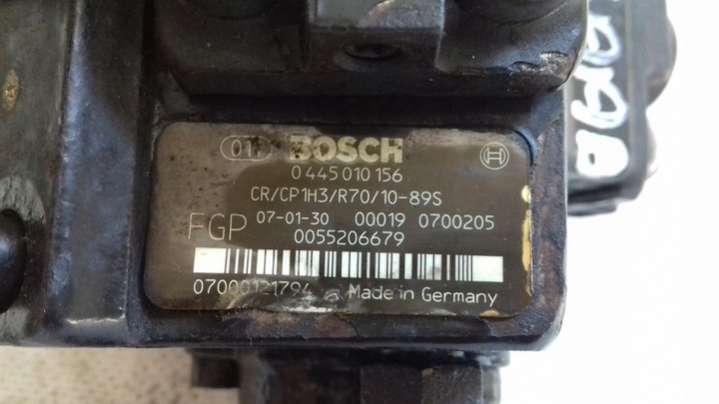 01 BOSCH
0 445 010 156
CR/CP1H3/R70/10-89S
FGP 07-01-30 00019 0700205
0055206679
Made in Germany